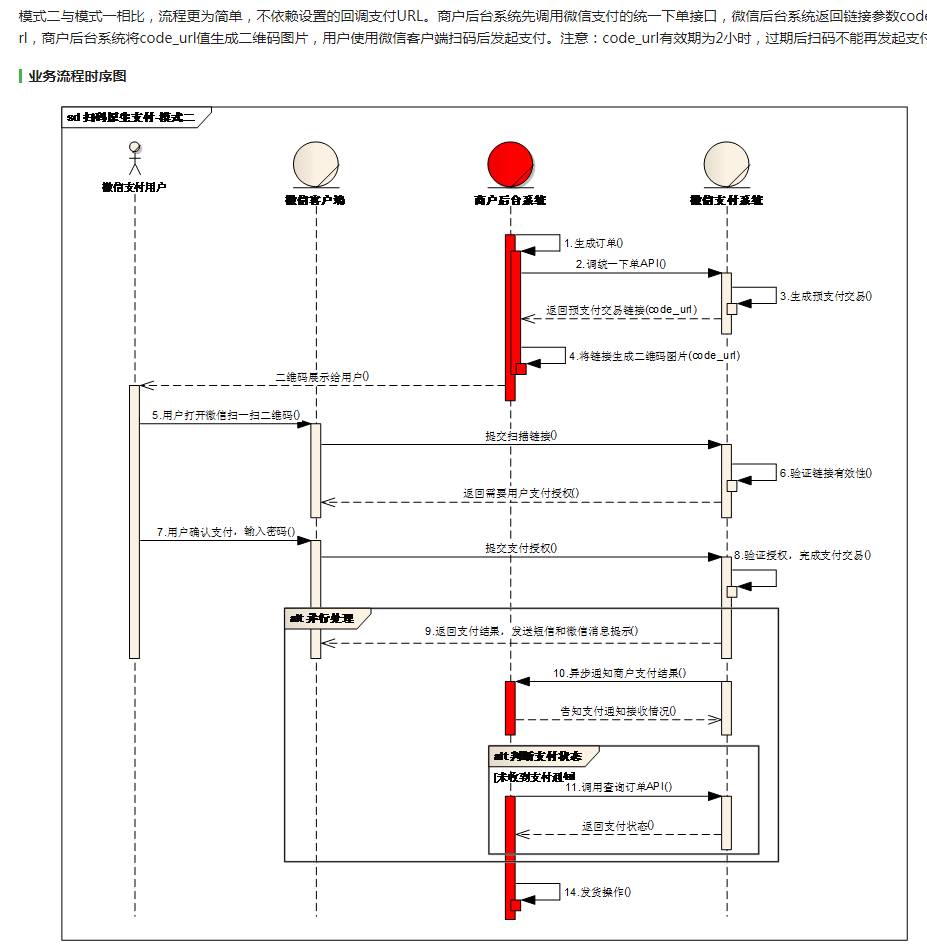 模式二与模式一相比，流程更为简单，不依赖设置的回调支付URL。商户后台系统先调用微信支付的统一下单接口，微信后台系统返回链接参数code
rl，商户后台系统将code_url值生成二维码图片，用户使用微信客户端扫码后发起支付。注意：code_url有效期为2小时，过期后扫码不能再发起支付
业务流程时序图
sd 扫码原生支付-模式二
微信支付用户
微信客户端
商户后台系统
微信支付系统
1.生成订单()
2.调统一下单API()
3.生成预支付交易()
返回预支付交易链接(code_url)
4.将链接生成二维码图片(code_url)
二维码展示给用户()
5.用户打开微信扫一扫二维码()
提交扫描链接()
6.验证链接有效性()
返回需要用户支付授权()
7.用户确认支付，输入密码()
提交支付授权()
8.验证授权，完成支付交易()
alt 并行处理
9.返回支付结果，发送短信和微信消息提示()
10.异步通知商户支付结果()
告知支付通知接收情况()
alt 判断支付状态
[未收到支付通知]
11.调用查询订单API()
返回支付状态()
14.发货操作()